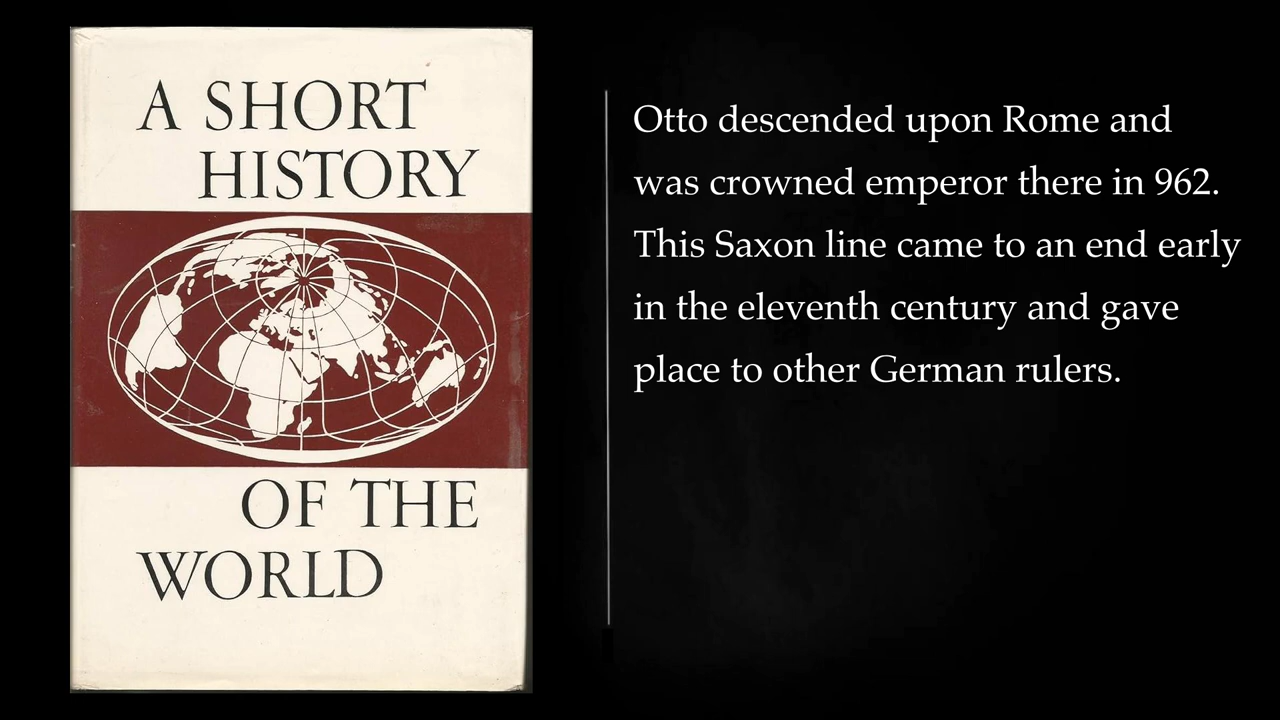 A SHORT
HISTORY
OF THE
WORLD
Otto descended upon Rome and
was crowned emperor there in 962.
This Saxon line came to an end early
in the eleventh century and gave
place to other German rulers.